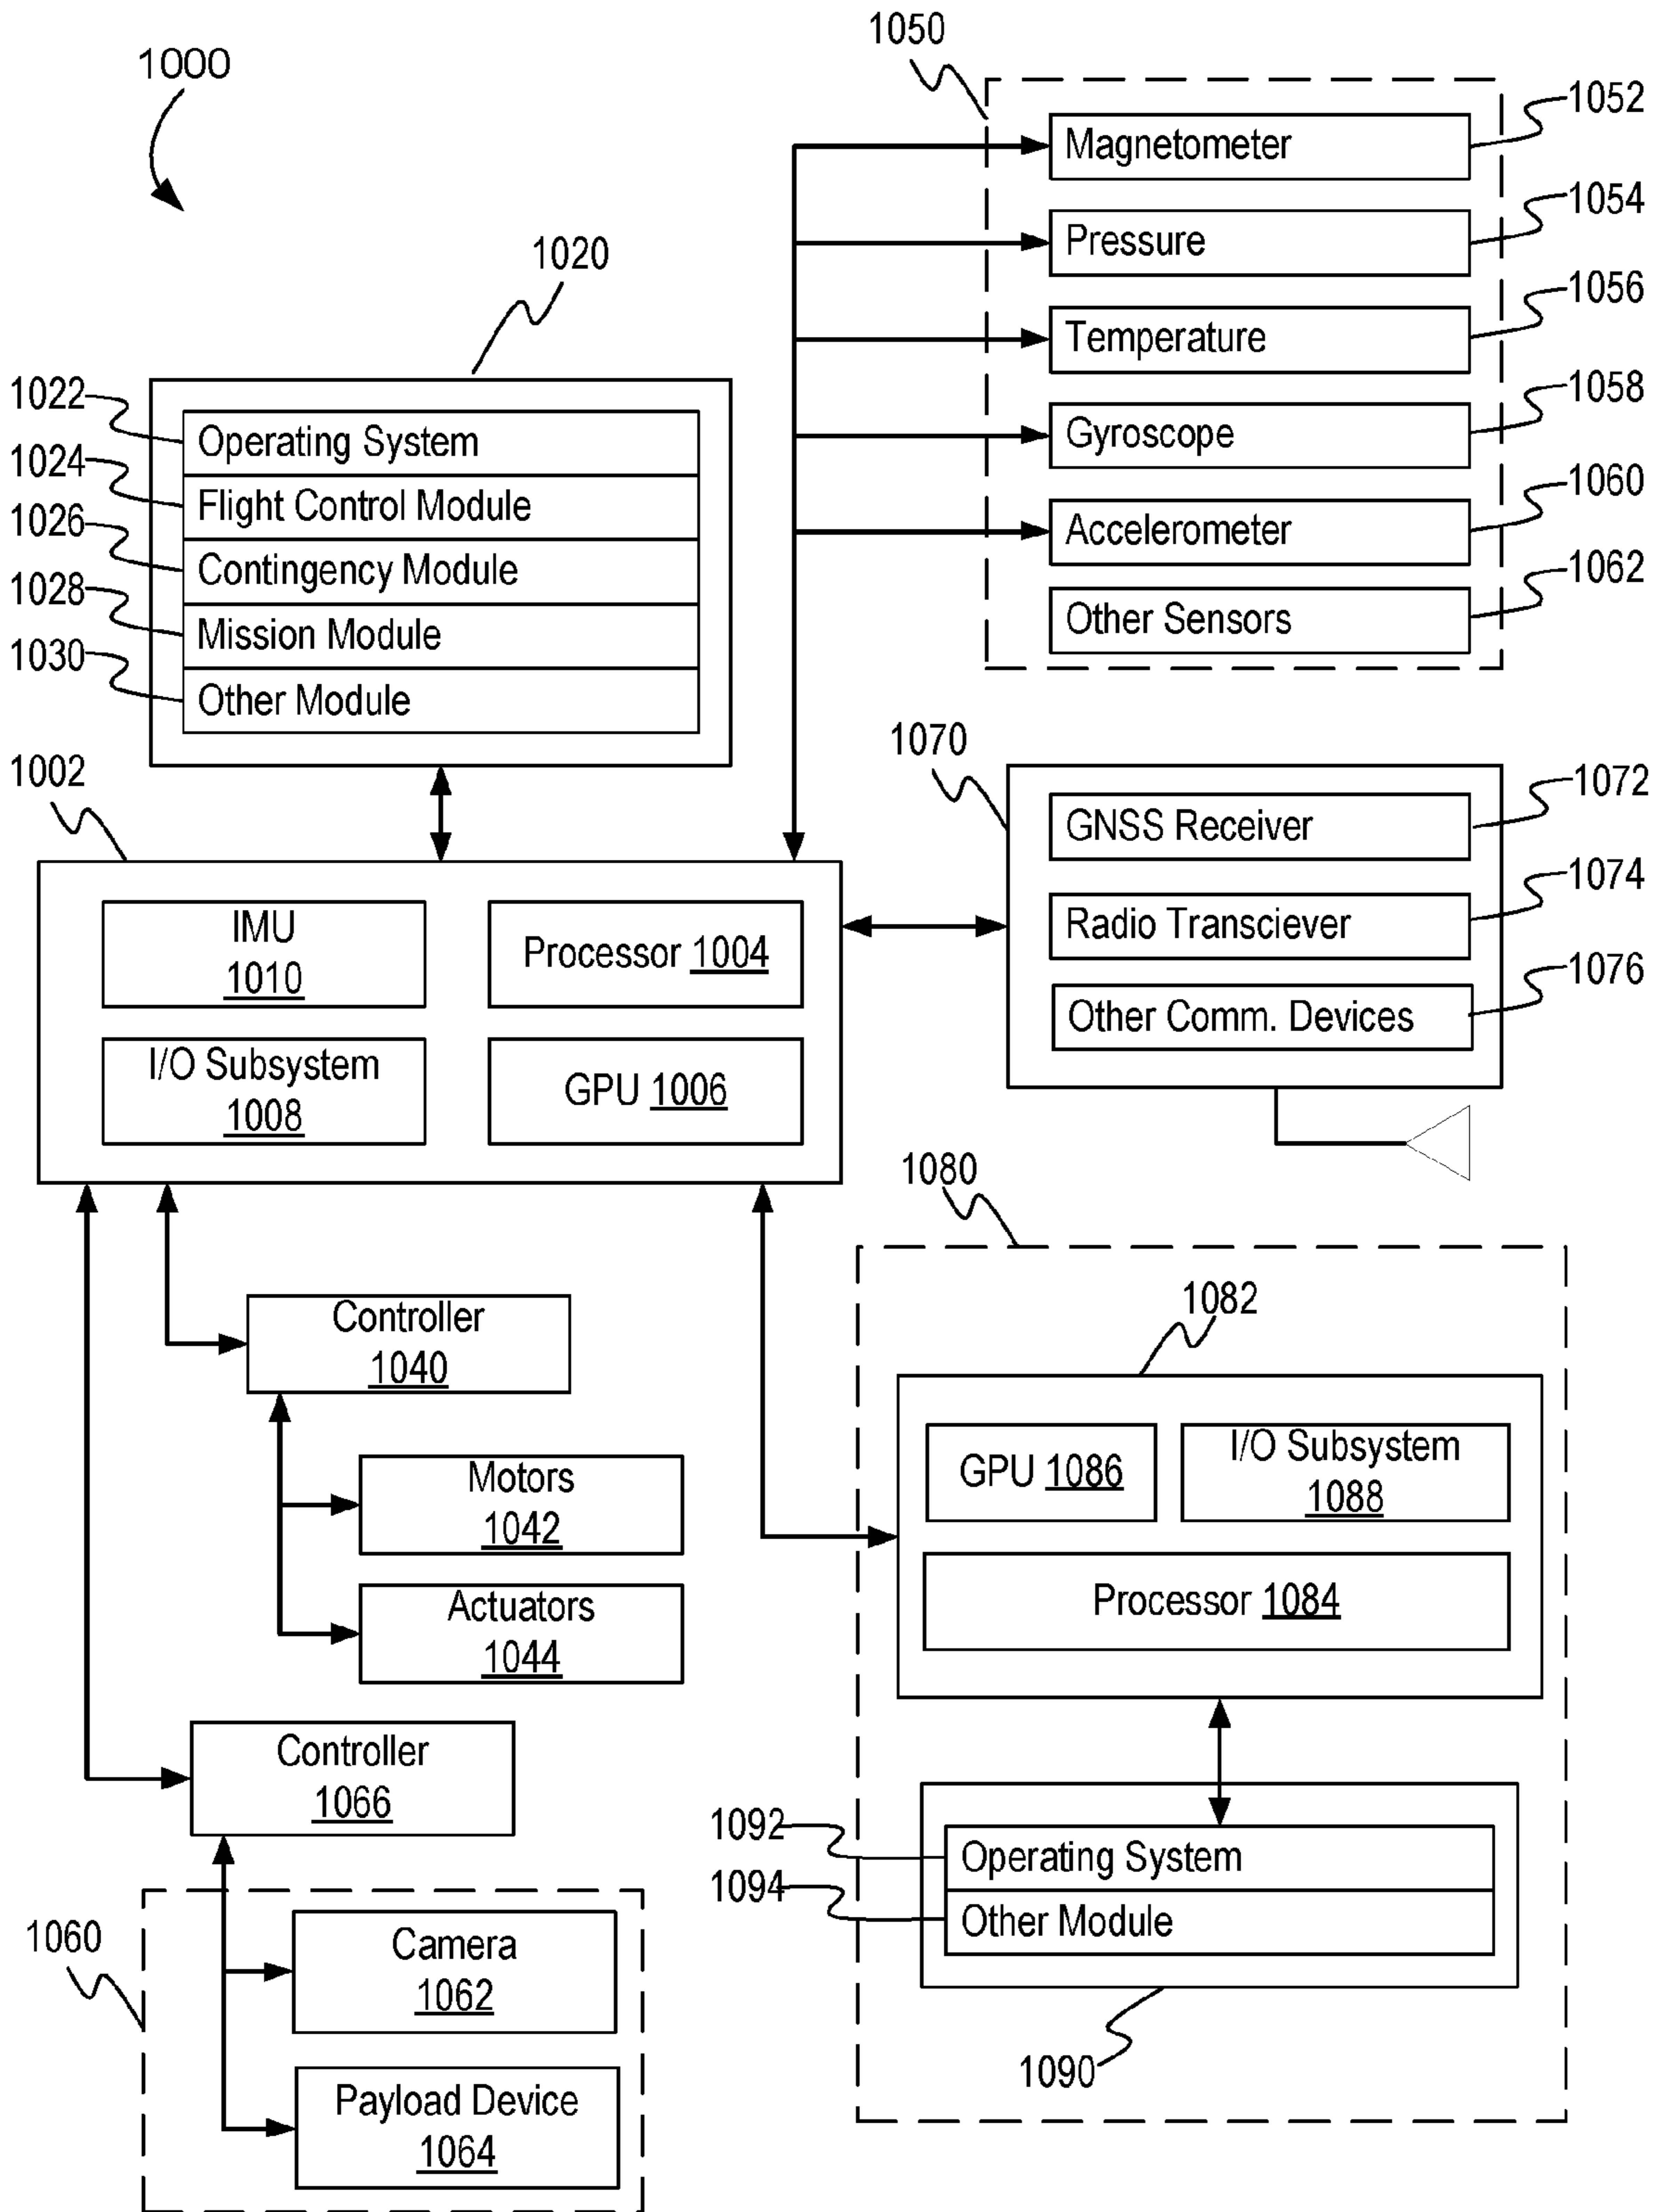 1000
1050
Magnetometer
1052
Pressure
1054
Temperature
1056
Gyroscope
1058
Accelerometer
1060
Other Sensors
1062
1020
1022
Operating System
1024
Flight Control Module
1026
Contingency Module
1028
Mission Module
1030
Other Module
1002
IMU
1010
Processor 1004
I/O Subsystem
1008
GPU 1006
1070
GNSS Receiver
1072
Radio Transciever
1074
Other Comm. Devices
1076
Controller
1040
Motors
1042
Actuators
1044
Controller
1066
1060
Camera
1062
Payload Device
1064
1080
1082
GPU 1086
I/O Subsystem
1088
Processor 1084
1092
Operating System
1094
Other Module
1090